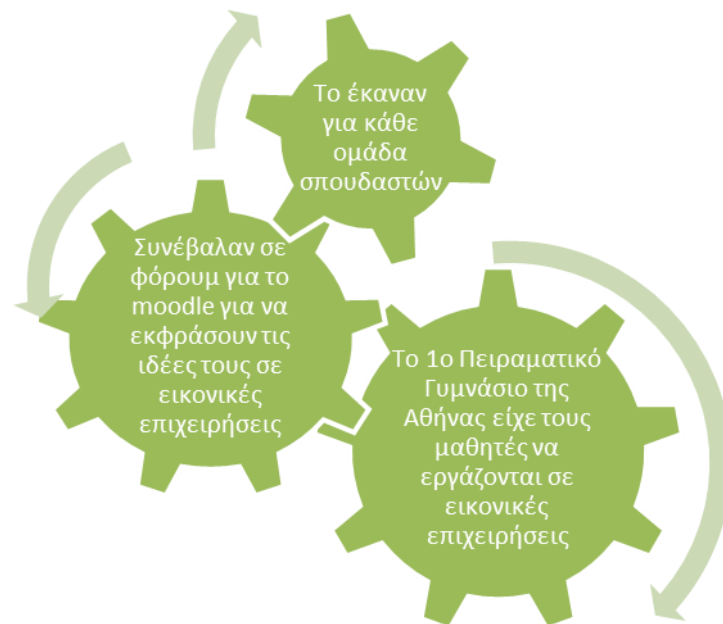 Το έκαναν
για κάθε
ομάδα
σπουδαστών
Συνέβαλαν σε
φόρουμ για το
moodle για να
εκφράσουν τις
ιδέες τους σε
εικονικές
επιχειρήσεις
Το 1ο Πειραματικό
Γυμνάσιο της
Αθήνας είχε τους
μαθητές να
εργάζονται σε
εικονικές
επιχειρήσεις